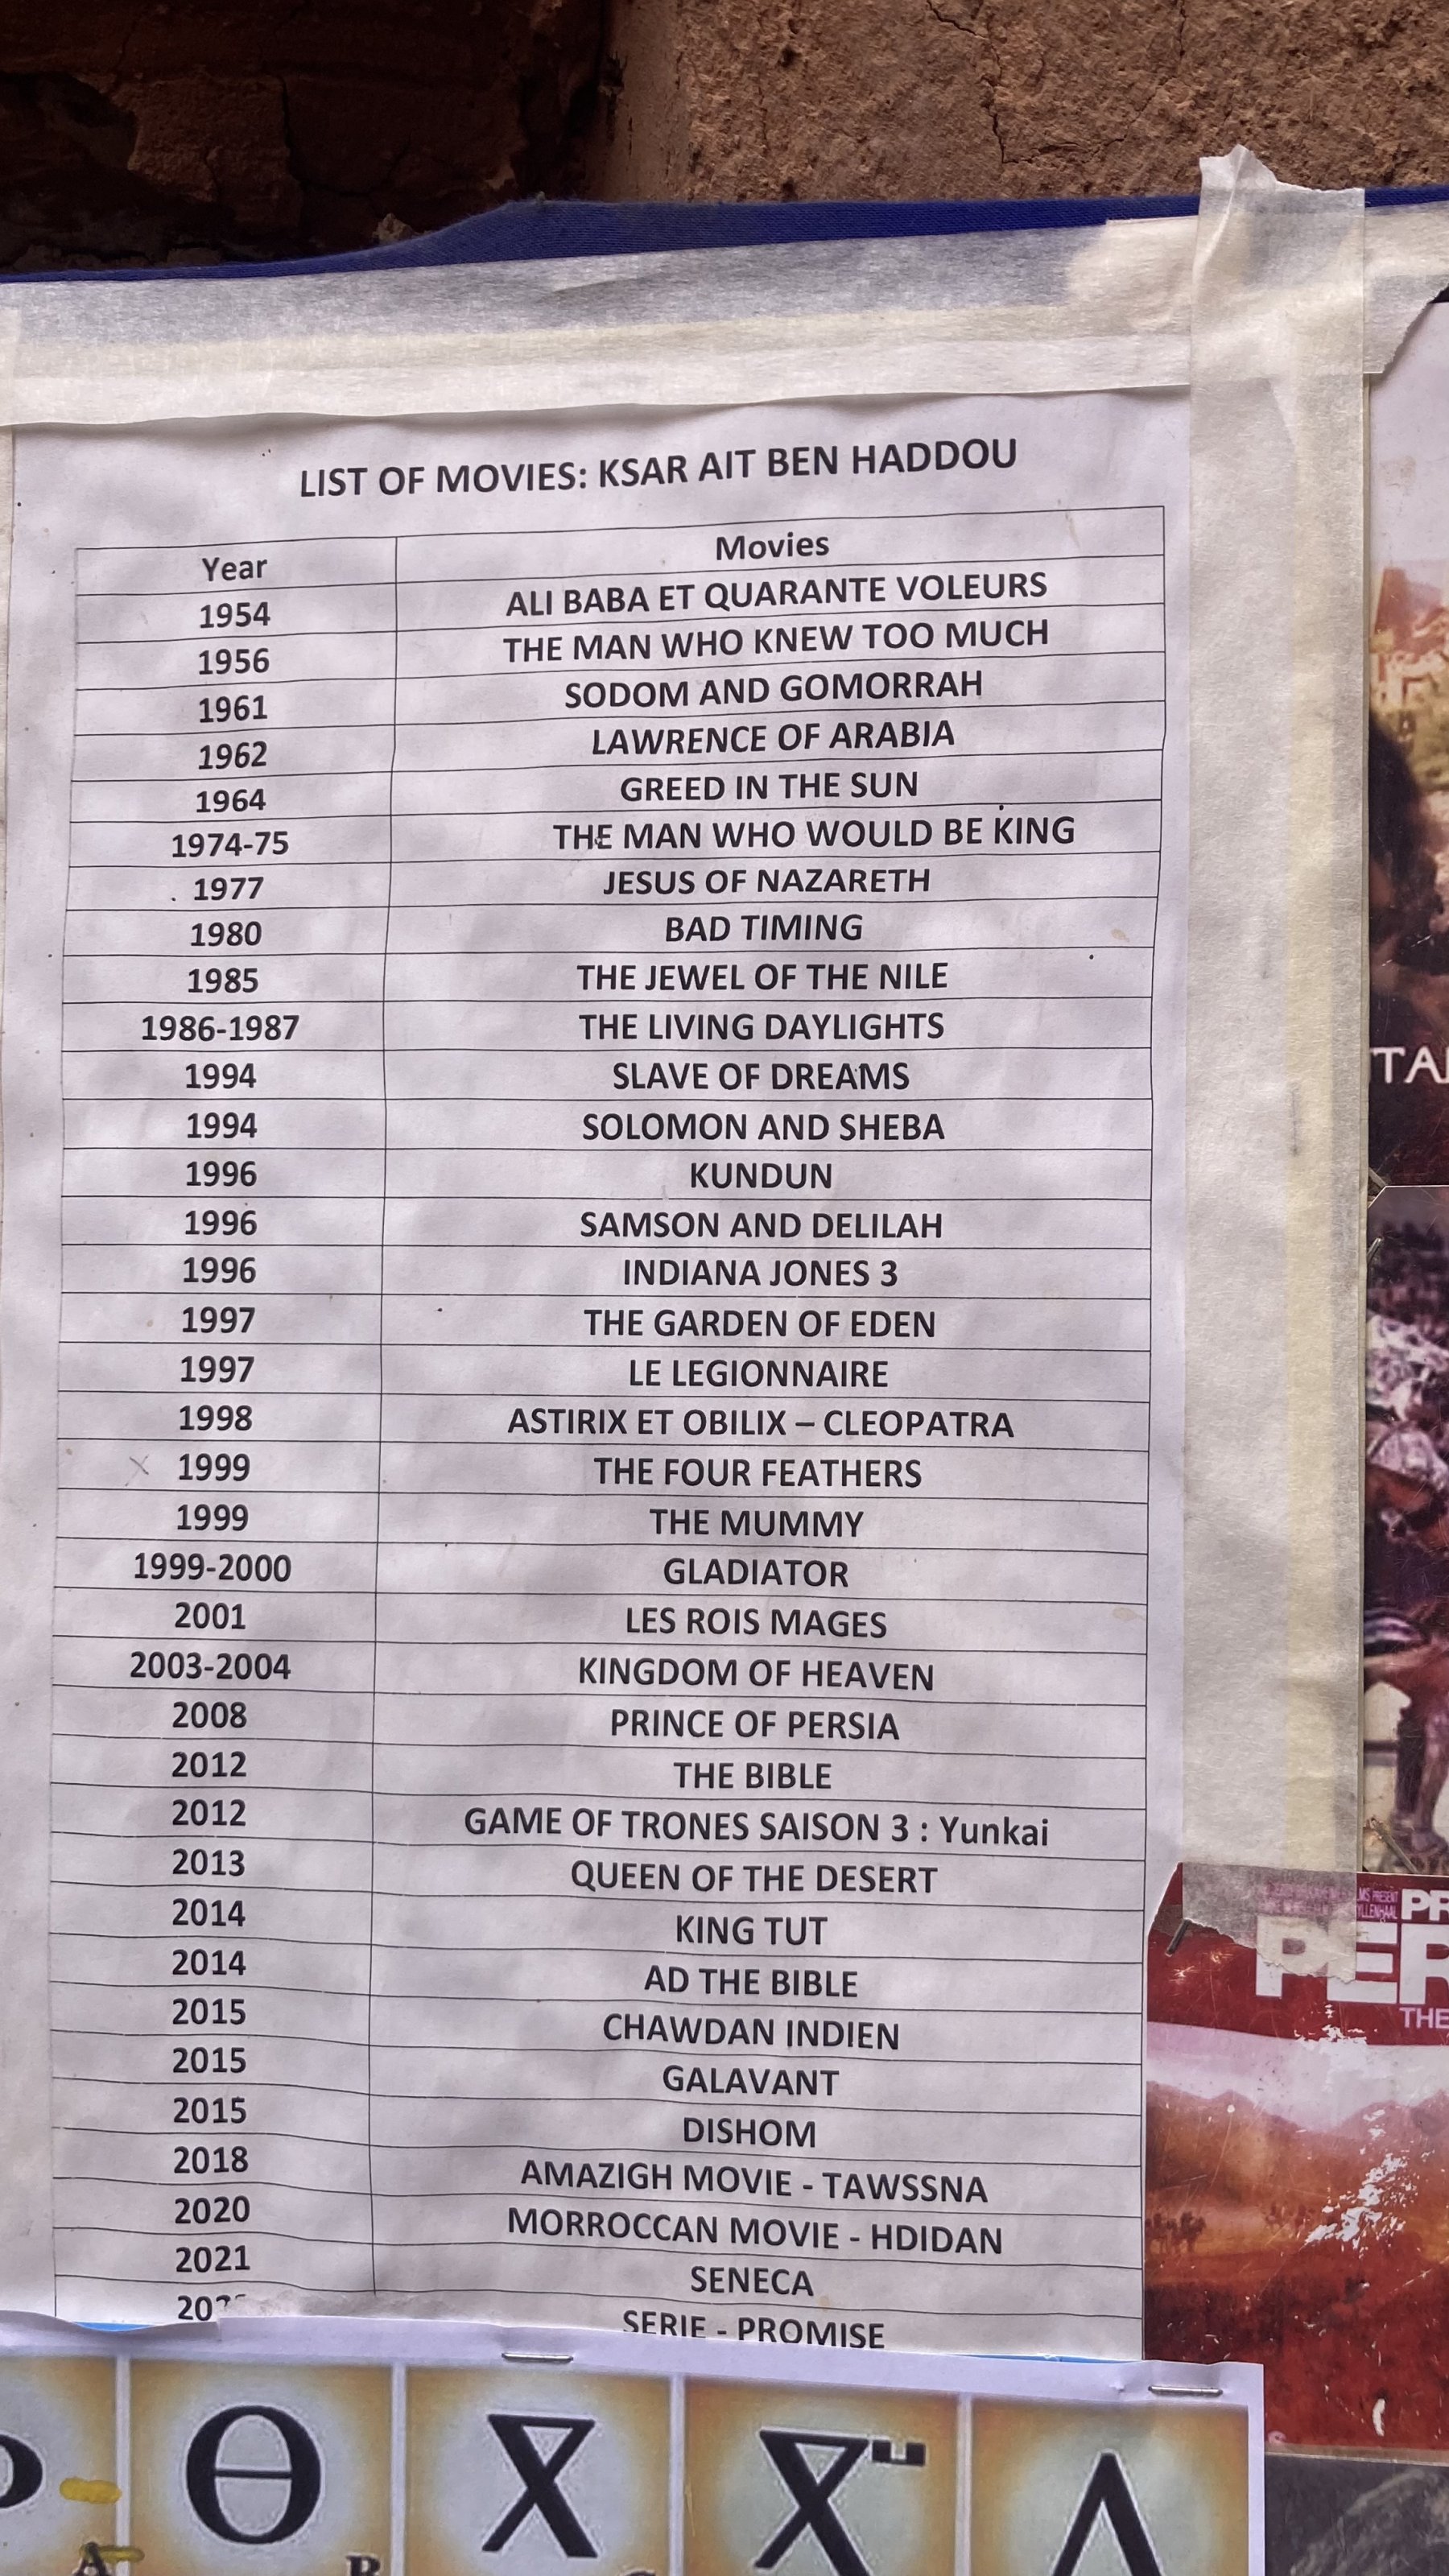 LIST OF MOVIES: KSAR AIT BEN HADDOU
Year Movies
1954 ALI BABA ET QUARANTE VOLEURS
1956 THE MAN WHO KNEW TOO MUCH
1961 SODOM AND GOMORRAH
1962 LAWRENCE OF ARABIA
1964 GREED IN THE SUN
1974-75 THE MAN WHO WOULD BE KING
1977 JESUS OF NAZARETH
1980 BAD TIMING
1985 THE JEWEL OF THE NILE
1986-1987 THE LIVING DAYLIGHTS
1994 SLAVE OF DREAMS
1994 SOLOMON AND SHEBA
1996 KUNDUN
1996 SAMSON AND DELILAH
1996 INDIANA JONES 3
1997 THE GARDEN OF EDEN
1997 LE LEGIONNAIRE
1998 ASTIRIX ET OBILIX – CLEOPATRA
1999 THE FOUR FEATHERS
1999 THE MUMMY
1999-2000 GLADIATOR
2001 LES ROIS MAGES
2003-2004 KINGDOM OF HEAVEN
2008 PRINCE OF PERSIA
2012 THE BIBLE
2012 GAME OF TRONES SAISON 3 : Yunkai
2013 QUEEN OF THE DESERT
2014 KING TUT
2014 AD THE BIBLE
2015 CHAWDAN INDIEN
2015 GALAVANT
2015 DISHOM
2018 AMAZIGH MOVIE - TAWSSNA
2020 MORROCCAN MOVIE - HDIDAN
2021 SENECA
SERIE - PROMISE
TA
PR
PER
THE
ⴱ ⴳ ⴳⵯ ⴷ
A B